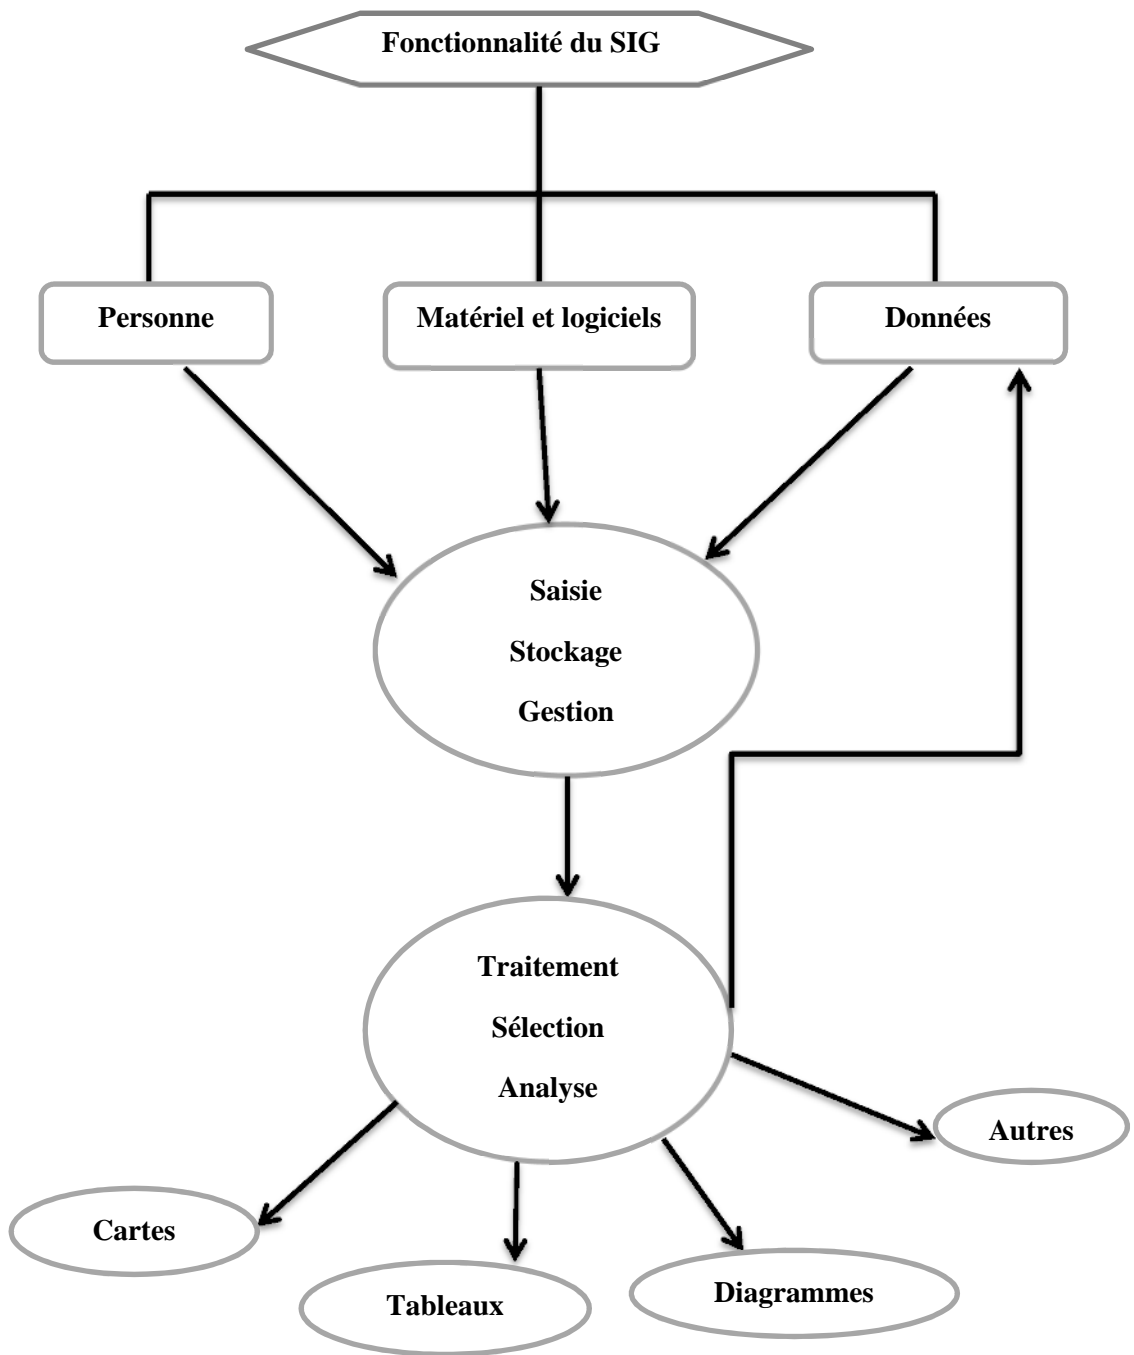 Fonctionnalité du SIG
Personne
Matériel et logiciels
Données
Saisie
Stockage
Gestion
Traitement
Sélection
Analyse
Autres
Cartes
Tableaux
Diagrammes